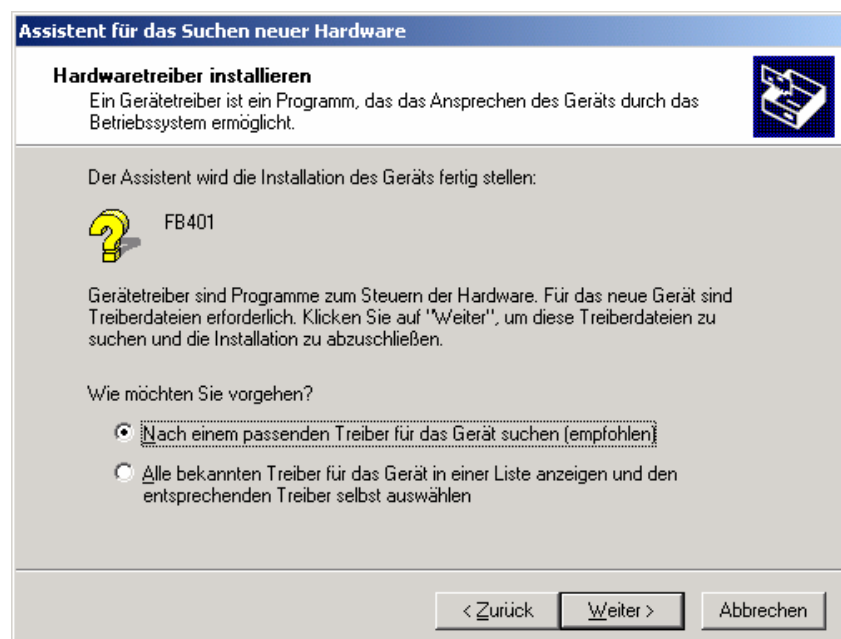 Assistent für das Suchen neuer Hardware
Hardwaretreiber installieren
Ein Gerätetreiber ist ein Programm, das das Ansprechen des Geräts durch das
Betriebssystem ermöglicht.
Der Assistent wird die Installation des Geräts fertig stellen:
FB401
Gerätetreiber sind Programme zum Steuern der Hardware. Für das neue Gerät sind
Treiberdateien erforderlich. Klicken Sie auf "Weiter", um diese Treiberdateien zu
suchen und die Installation zu abzuschließen.
Wie möchten Sie vorgehen?
Nach einem passenden Treiber für das Gerät suchen (empfohlen)
Alle bekannten Treiber für das Gerät in einer Liste anzeigen und den
entsprechenden Treiber selbst auswählen
< Zurück Weiter > Abbrechen